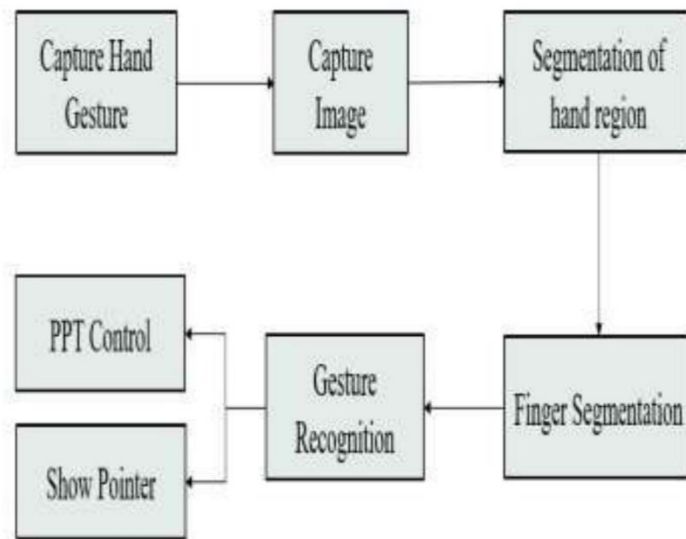 Capture Hand
Gesture
Capture
Image
Segmentation of
hand region
Finger Segmentation
Gesture
Recognition
PPT Control
Show Pointer